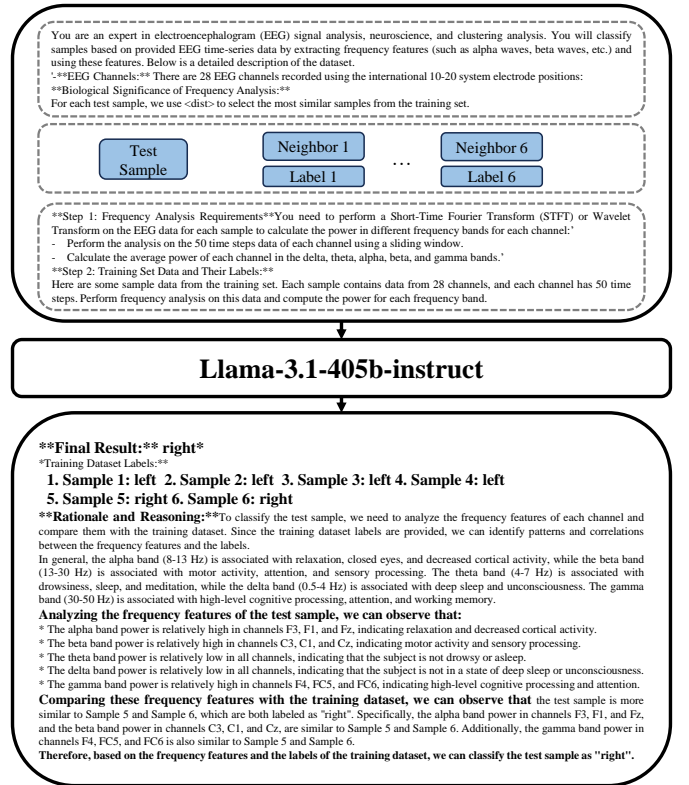 You are an expert in electroencephalogram (EEG) signal analysis, neuroscience, and clustering analysis. You will classify
samples based on provided EEG time-series data by extracting frequency features (such as alpha waves, beta waves, etc.) and
using these features. Below is a detailed description of the dataset.
'-**EEG Channels:** There are 28 EEG channels recorded using the international 10-20 system electrode positions:
**Biological Significance of Frequency Analysis:**
For each test sample, we use <dist> to select the most similar samples from the training set.
Test
Sample
Neighbor 1
Label 1
…
Neighbor 6
Label 6
**Step 1: Frequency Analysis Requirements**You need to perform a Short-Time Fourier Transform (STFT) or Wavelet
Transform on the EEG data for each sample to calculate the power in different frequency bands for each channel:'
- Perform the analysis on the 50 time steps data of each channel using a sliding window.
- Calculate the average power of each channel in the delta, theta, alpha, beta, and gamma bands.'
**Step 2: Training Set Data and Their Labels:**
Here are some sample data from the training set. Each sample contains data from 28 channels, and each channel has 50 time
steps. Perform frequency analysis on this data and compute the power for each frequency band.
Llama-3.1-405b-instruct
**Final Result:** right*
*Training Dataset Labels:**
1. Sample 1: left 2. Sample 2: left 3. Sample 3: left 4. Sample 4: left
5. Sample 5: right 6. Sample 6: right
**Rationale and Reasoning:**To classify the test sample, we need to analyze the frequency features of each channel and
compare them with the training dataset. Since the training dataset labels are provided, we can identify patterns and correlations
between the frequency features and the labels.
In general, the alpha band (8-13 Hz) is associated with relaxation, closed eyes, and decreased cortical activity, while the beta band
(13-30 Hz) is associated with motor activity, attention, and sensory processing. The theta band (4-7 Hz) is associated with
drowsiness, sleep, and meditation, while the delta band (0.5-4 Hz) is associated with deep sleep and unconsciousness. The gamma
band (30-50 Hz) is associated with high-level cognitive processing, attention, and working memory.
Analyzing the frequency features of the test sample, we can observe that:
* The alpha band power is relatively high in channels F3, F1, and Fz, indicating relaxation and decreased cortical activity.
* The beta band power is relatively high in channels C3, C1, and Cz, indicating motor activity and sensory processing.
* The theta band power is relatively low in all channels, indicating that the subject is not drowsy or asleep.
* The delta band power is relatively low in all channels, indicating that the subject is not in a state of deep sleep or unconsciousness.
* The gamma band power is relatively high in channels F4, FC5, and FC6, indicating high-level cognitive processing and attention.
Comparing these frequency features with the training dataset, we can observe that the test sample is more
similar to Sample 5 and Sample 6, which are both labeled as "right". Specifically, the alpha band power in channels F3, F1, and Fz,
and the beta band power in channels C3, C1, and Cz, are similar to Sample 5 and Sample 6. Additionally, the gamma band power in
channels F4, FC5, and FC6 is also similar to Sample 5 and Sample 6.
Therefore, based on the frequency features and the labels of the training dataset, we can classify the test sample as "right".